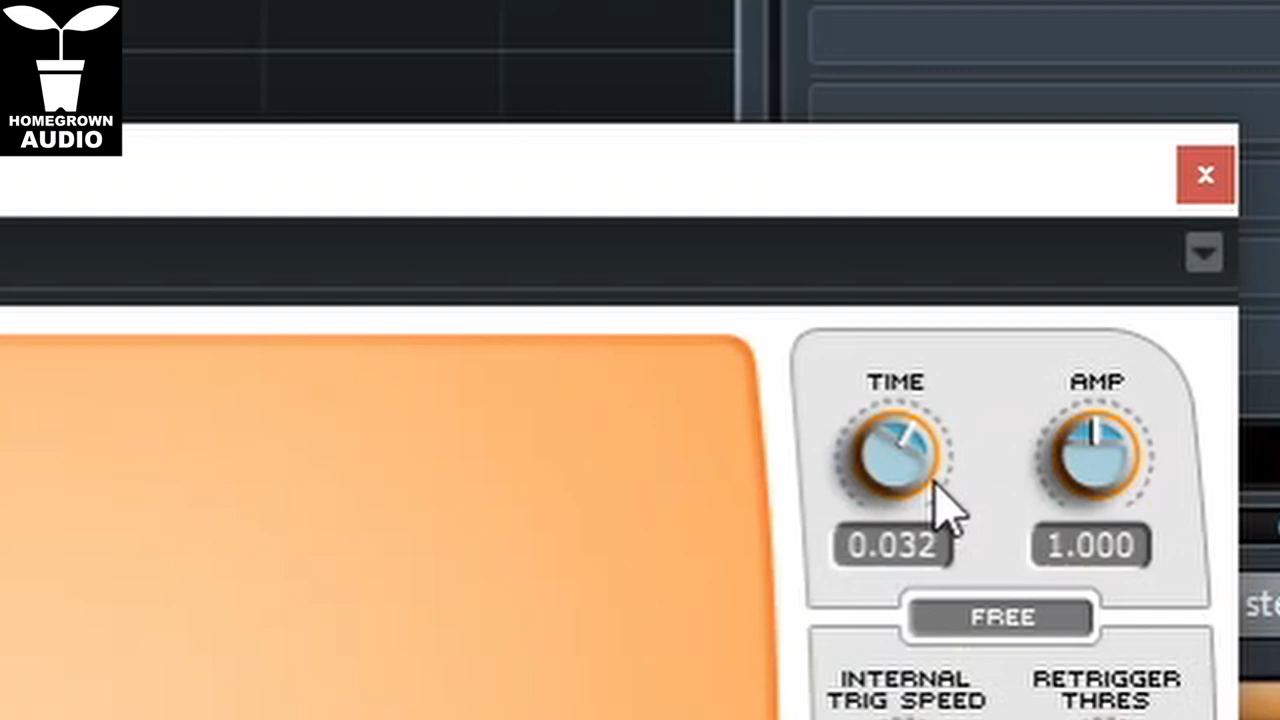 HOMEGROWN
AUDIO
x
TIME
AMP
0.032
1.000
FREE
INTERNAL
TRIG SPEED
RETRIGGER
THRES